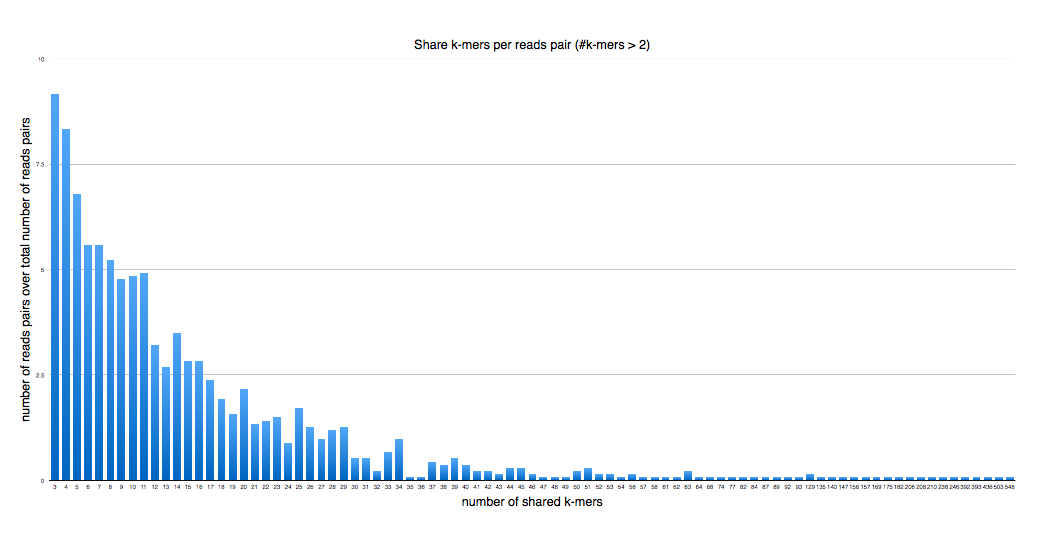 Share k-mers per reads pair (#k-mers > 2)
10
7.5
5
2.5
0
number of reads pairs over total number of reads pairs
3 4 5 6 7 8 9 10 11 12 13 14 15 16 17 18 19 20 21 22 23 24 25 26 27 28 29 30 31 32 33 34 35 36 37 38 39 40 41 42 43 44 45 46 47 48 49 50 51 52 53 54 56 57 58 61 62 63 64 68 74 77 82 84 87 89 92 93 129 135 140 147 156 157 169 175 182 206 208 210 238 246 392 393 436 503 548
number of shared k-mers